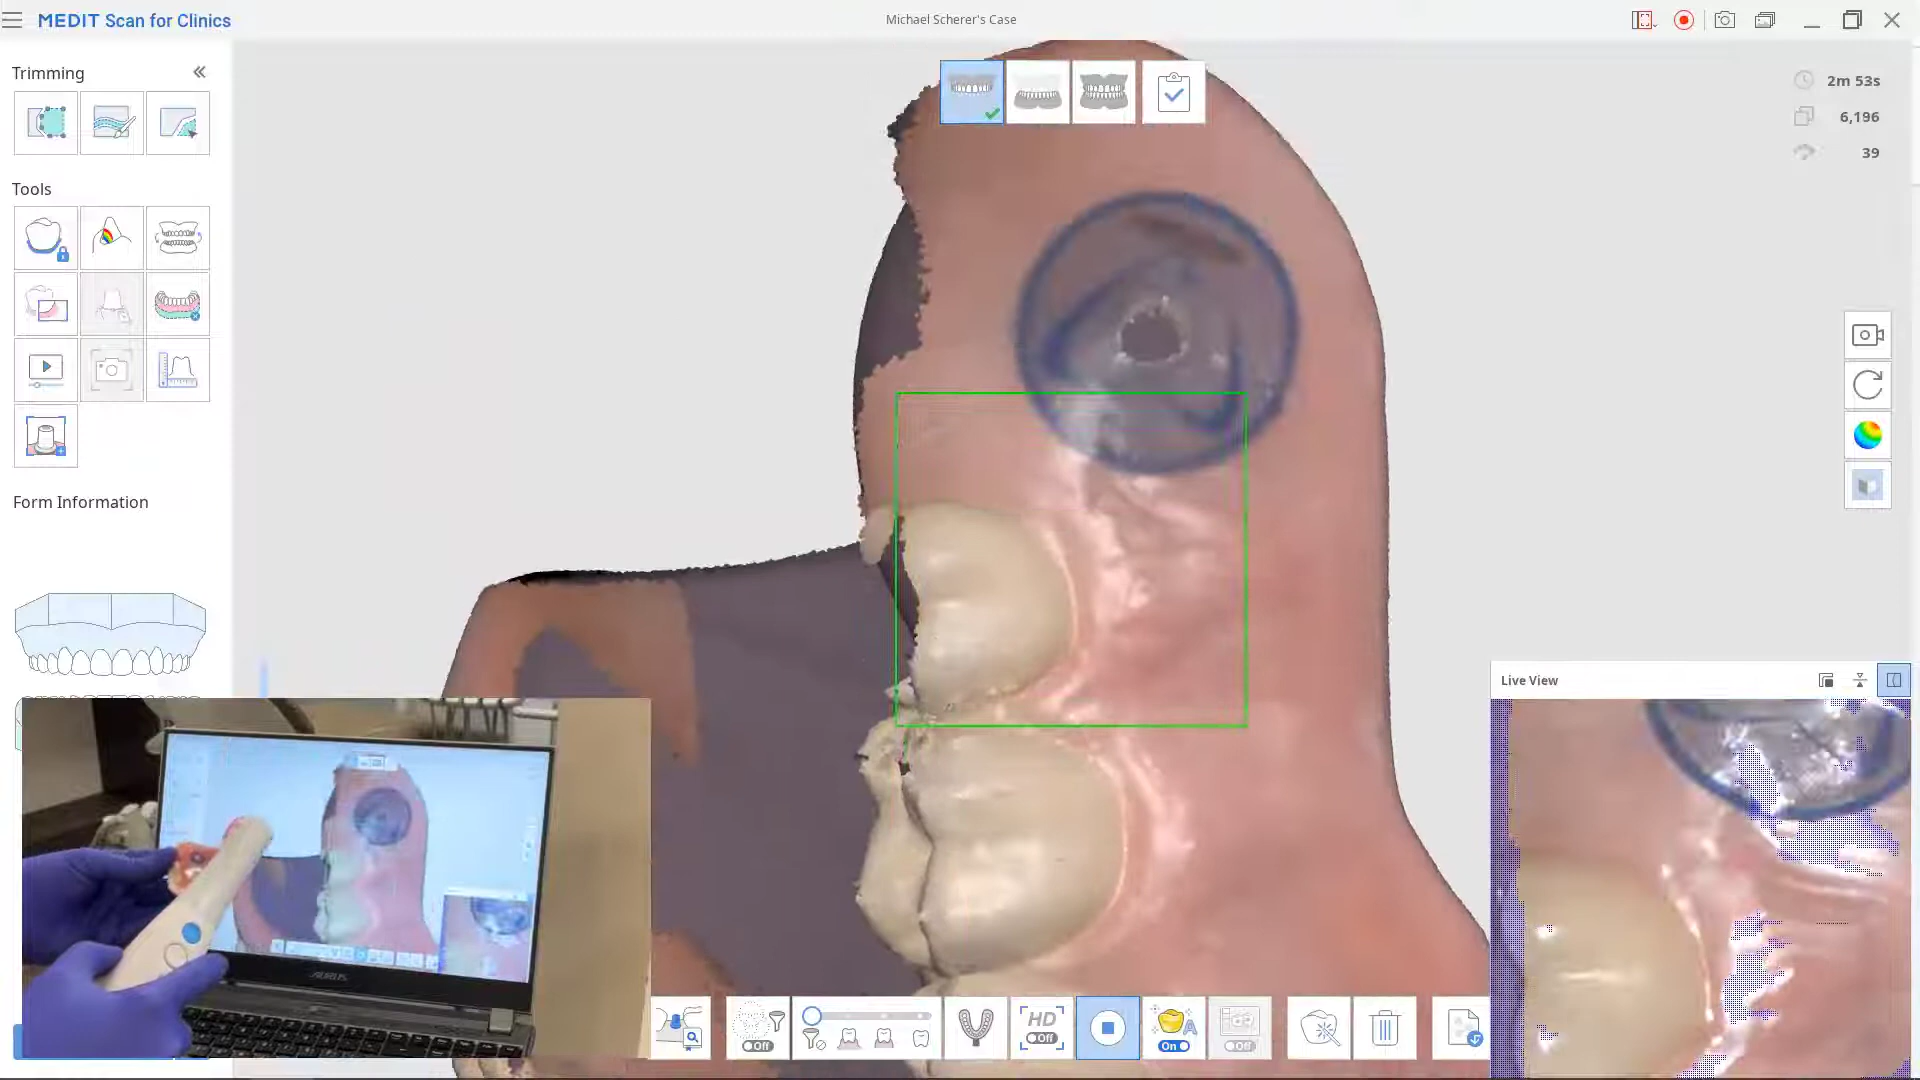 MEDIT Scan for Clinics
Michael Scherer's Case
Trimming
2m 53s
6,196
39
Tools
Form Information
Live View
Off
HD
Off
A
On
Off
AORUS